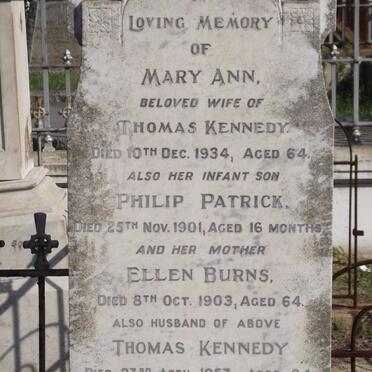 LOVING MEMORY
OF
MARY ANN,
BELOVED WIFE OF
THOMAS KENNEDY.
DIED 10TH DEC. 1934, AGED 64.
ALSO HER INFANT SON
PHILIP PATRICK,
DIED 25TH NOV. 1901, AGED 16 MONTHS
AND HER MOTHER
ELLEN BURNS,
DIED 8TH OCT. 1903, AGED 64.
ALSO HUSBAND OF ABOVE
THOMAS KENNEDY